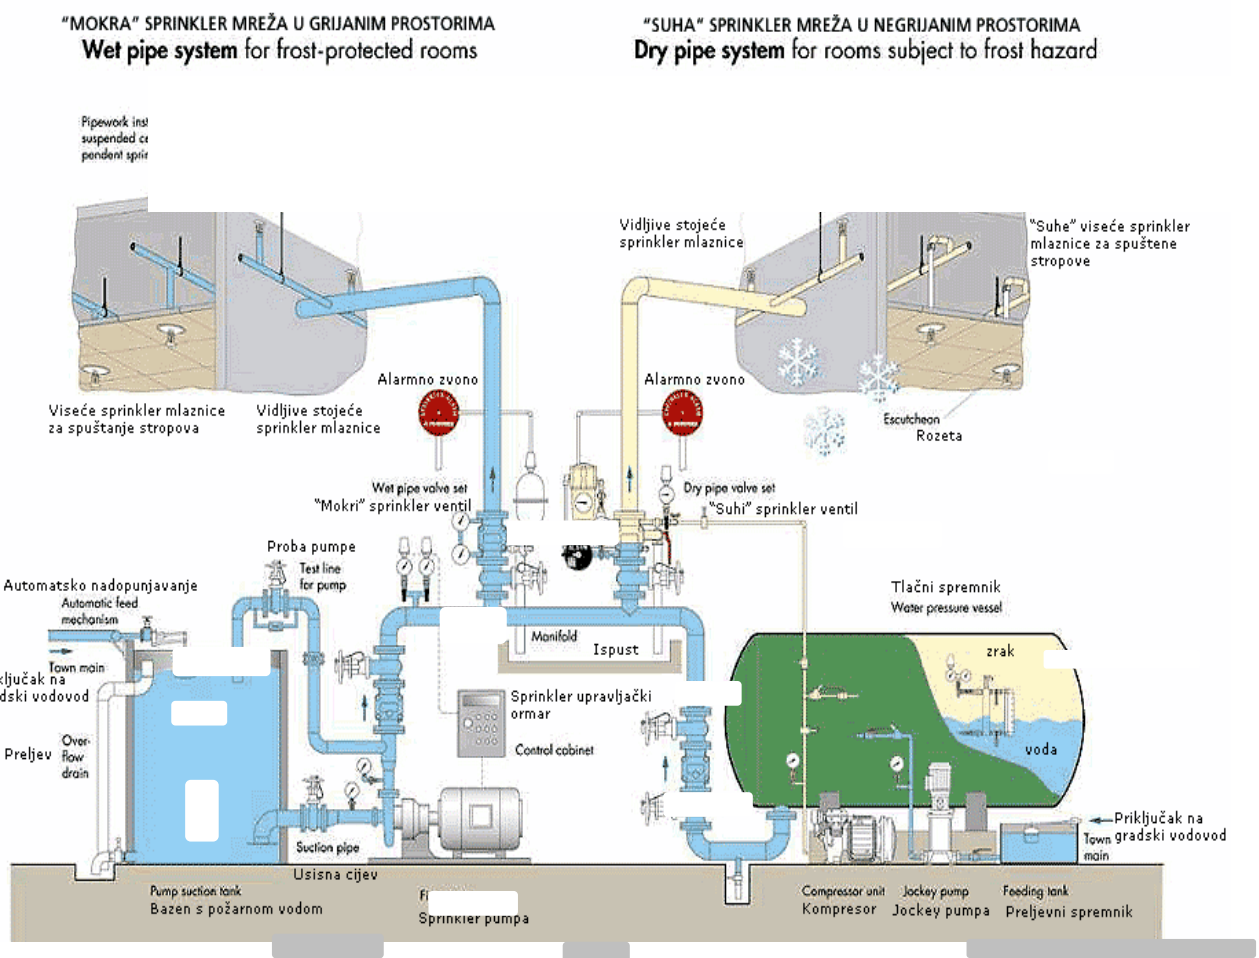 “MOKRA” SPRINKLER MREŽA U GRIJANIM PROSTORIMA
Wet pipe system for frost-protected rooms
“SUHA” SPRINKLER MREŽA U NEGRIJANIM PROSTORIMA
Dry pipe system for rooms subject to frost hazard
Pipework
suspended
pendent
Vidljive stojeće
sprinkler mlaznice
“Suhe” viseće sprinkler
mlaznice za spuštene
stropove
Viseće sprinkler mlaznice
za spuštanje stropova
Vidljive stojeće
sprinkler mlaznice
Alarmno zvono
Alarmno zvono
Escutcheon
Rozeta
Wet pipe valve set
“Mokri” sprinkler ventil
Dry pipe valve set
“Suhi” sprinkler ventil
Proba pumpe
Test line
for pump
Automatsko nadopunjavanje
Automatic feed
mechanism
Town main
na
vodovod
Preljev
Over-
flow
drain
Manifold
Ispust
Sprinkler upravljački
ormar
Control cabinet
Tlačni spremnik
Water pressure vessel
zrak
voda
Suction pipe
Usisna cijev
Priključak na
gradski vodovod
Town
main
Pump suction tank
Bazen s požarnom vodom
Sprinkler pumpa
Compressor unit
Kompresor
Jockey pump
Jockey pumpa
Feeding tank
Preljevni spremnik